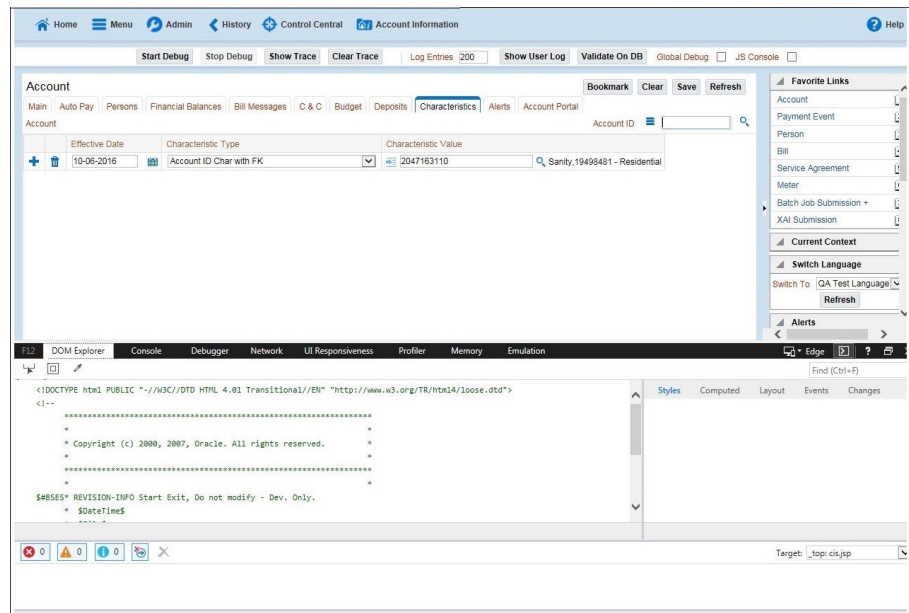 Home Menu Admin History Control Central Account Information Help
Start Debug Stop Debug Show Trace Clear Trace Log Entries 200 Show User Log Validate On DB Global Debug JS Console
Account Bookmark Clear Save Refresh
Main Auto Pay Persons Financial Balances Bill Messages C & C Budget Deposits Characteristics Alerts Account Portal
Account Account ID
Effective Date Characteristic Type Characteristic Value
10-06-2016 Account ID Char with FK 2047163110 Sanity,19498481 - Residential
Favorite Links
Account
Payment Event
Person
Bill
Service Agreement
Meter
Batch Job Submission +
XAI Submission
Current Context
Switch Language
Switch To QA Test Language
Refresh
Alerts
F12 DOM Explorer Console Debugger Network UI Responsiveness Profiler Memory Emulation Edge ?
Find (Ctrl+F)
<!DOCTYPE html PUBLIC "-//W3C//DTD HTML 4.01 Transitional//EN" "http://www.w3.org/TR/html4/loose.dtd">
<!--
* Copyright (c) 2000, 2007, Oracle. All rights reserved. *
$#BSES* REVISION-INFO Start Exit, Do not modify - Dev. Only.
* $DateTime$
Styles Computed Layout Events Changes
0 0 0
Target: _top: cis.jsp